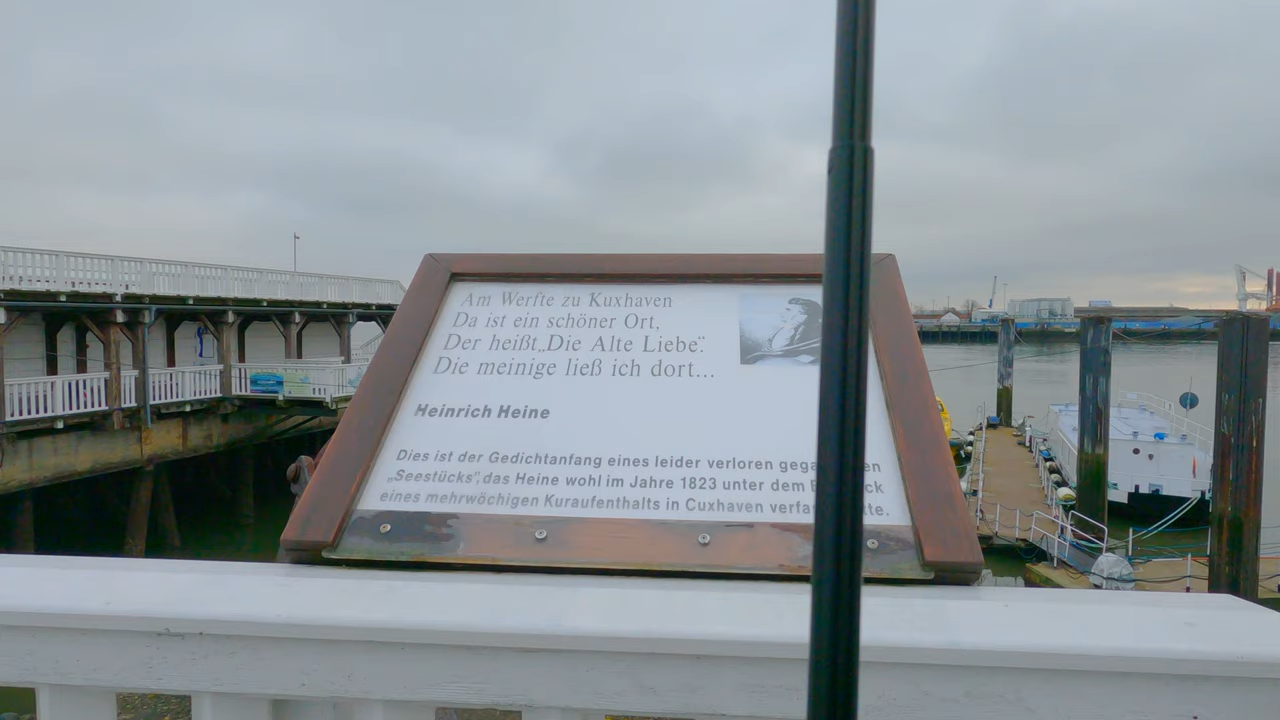 Am Werfte zu Kuxhaven
Da ist ein schöner Ort,
Der heißt „Die Alte Liebe“.
Die meinige ließ ich dort...
Heinrich Heine
Dies ist der Gedichtanfang eines leider verloren
„Seestücks“, das Heine wohl im Jahre 1823 unter dem
eines mehrwöchigen Kuraufenthalts in Cuxhaven